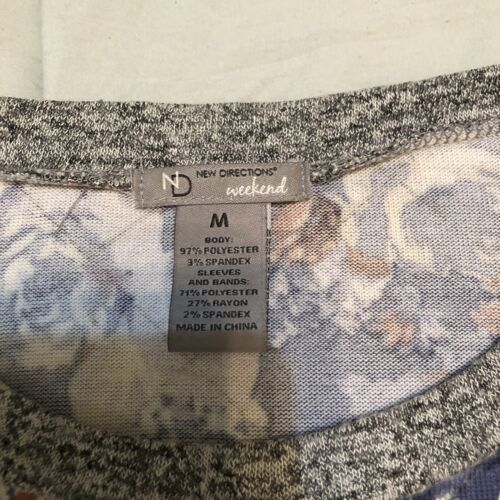 ND NEW DIRECTIONS®
weekend
M
BODY:
97% POLYESTER
3% SPANDEX
SLEEVES
AND BANDS:
71% POLYESTER
27% RAYON
2% SPANDEX
MADE IN CHINA